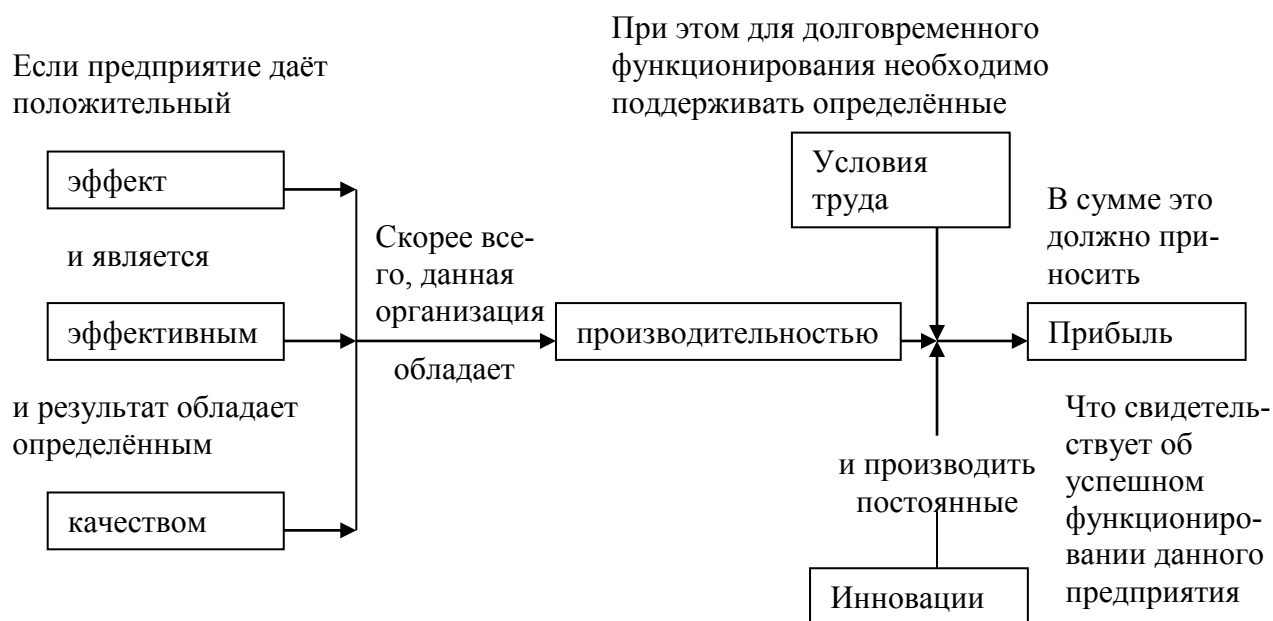 Если предприятие даёт
положительный
эффект
и является
эффективным
и результат обладает
определённым
качеством
Скорее все-
го, данная
организация
обладает
производительностью
При этом для долговременного
функционирования необходимо
поддерживать определённые
Условия
труда
и производить
постоянные
Инновации
В сумме это
должно при-
носить
Прибыль
Что свидетель-
ствует об
успешном
функциониро-
вании данного
предприятия